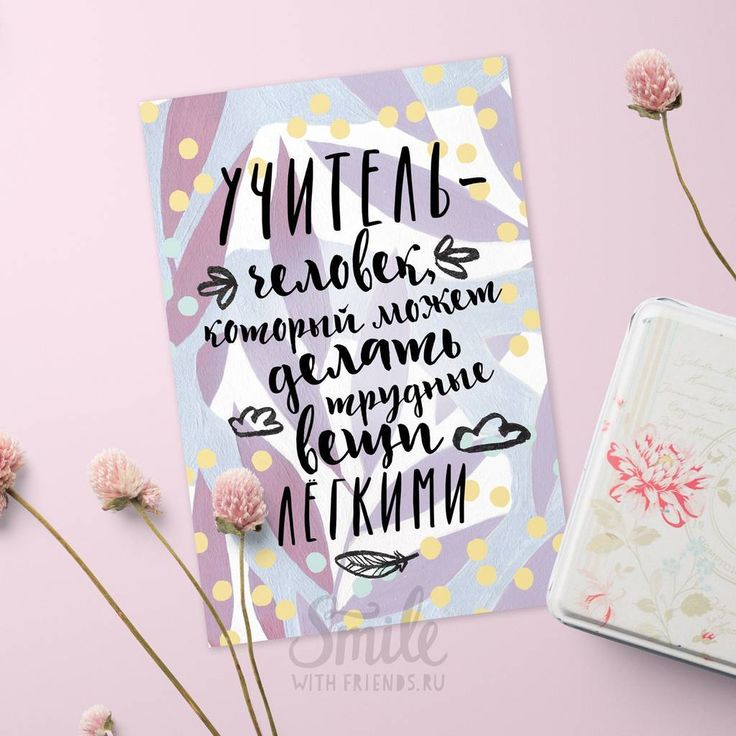 УЧИТЕЛЬ-
человек,
который может
делать
трудные
вещи
ЛЁГКИМИ
Smile
WITH FRIENDS.RU